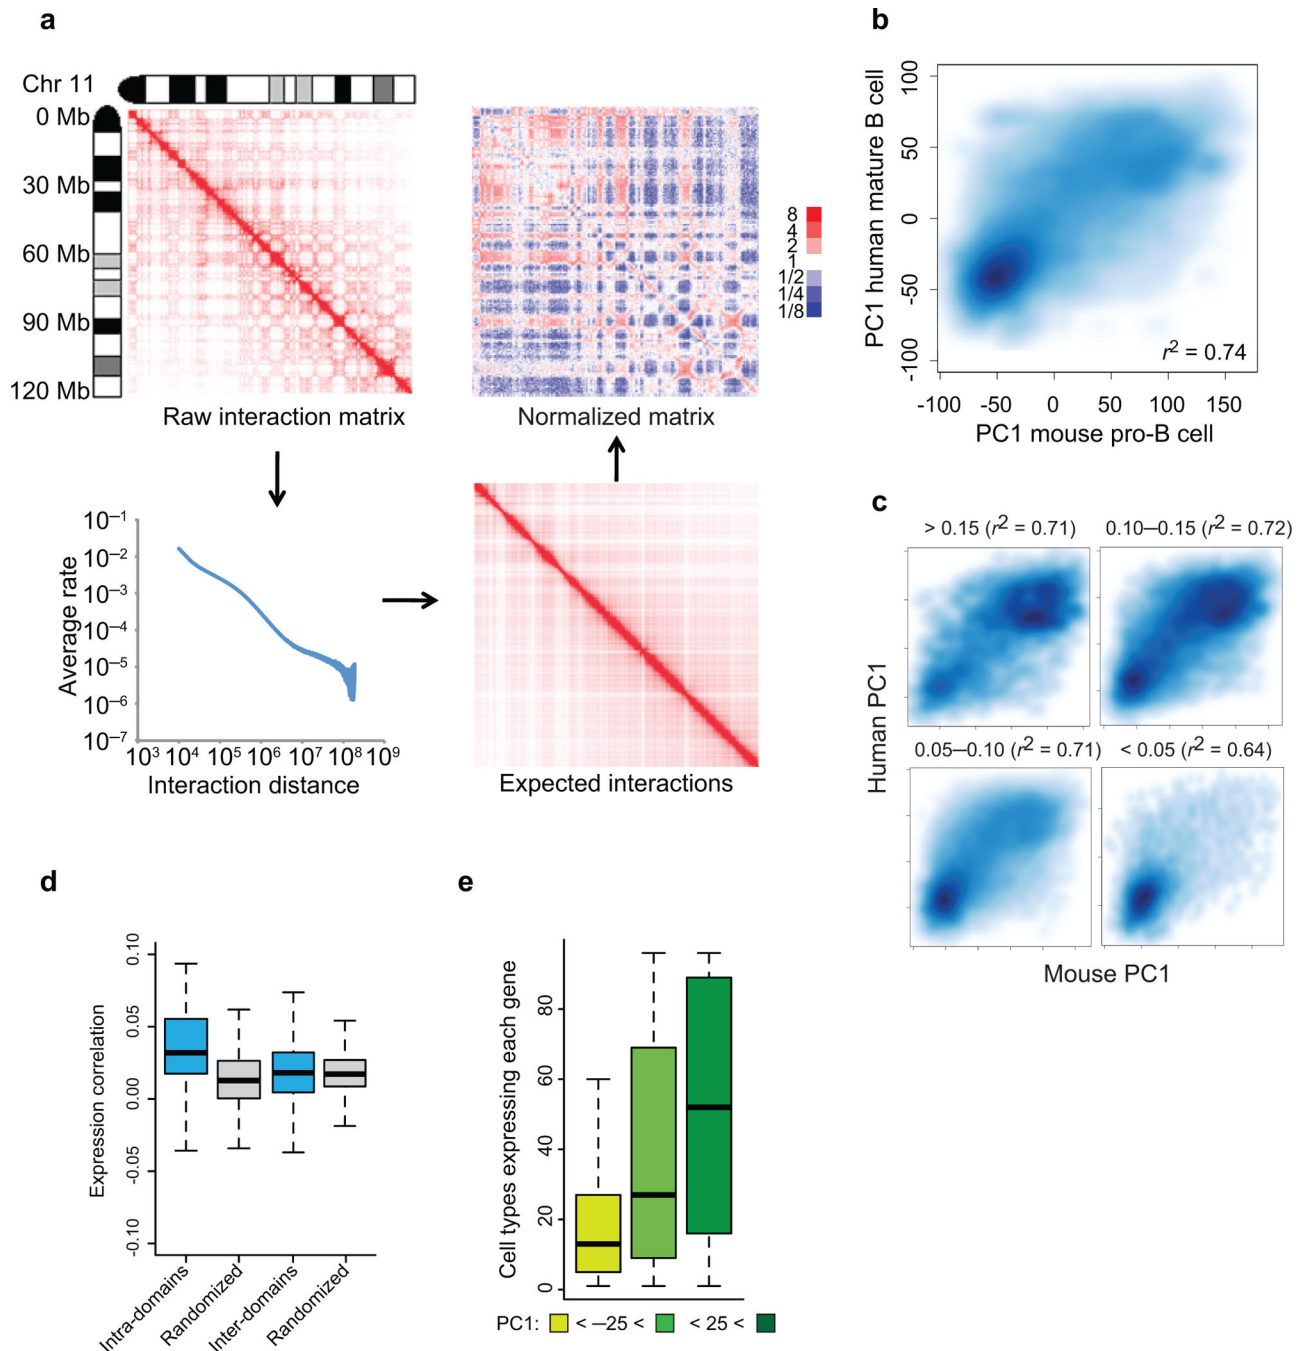 a
Chr 11
0 Mb
30 Mb
60 Mb
90 Mb
120 Mb
Raw interaction matrix
Normalized matrix
8
4
2
1
1/2
1/4
1/8
Average rate
10–1
10–2
10–3
10–4
10–5
10–6
10–7
103 104 105 106 107 108 109
Interaction distance
Expected interactions
b
PC1 human mature B cell
100
50
0
-50
-100
r2 = 0.74
-100 -50 0 50 100 150
PC1 mouse pro-B cell
c
> 0.15 (r2 = 0.71)
0.10–0.15 (r2 = 0.72)
0.05–0.10 (r2 = 0.71)
< 0.05 (r2 = 0.64)
Human PC1
Mouse PC1
d
Expression correlation
0.10
0.05
0.00
-0.05
-0.10
Intra-domains
Randomized
Inter-domains
Randomized
e
Cell types expressing each gene
80
60
40
20
0
PC1: < –25 < < 25 <